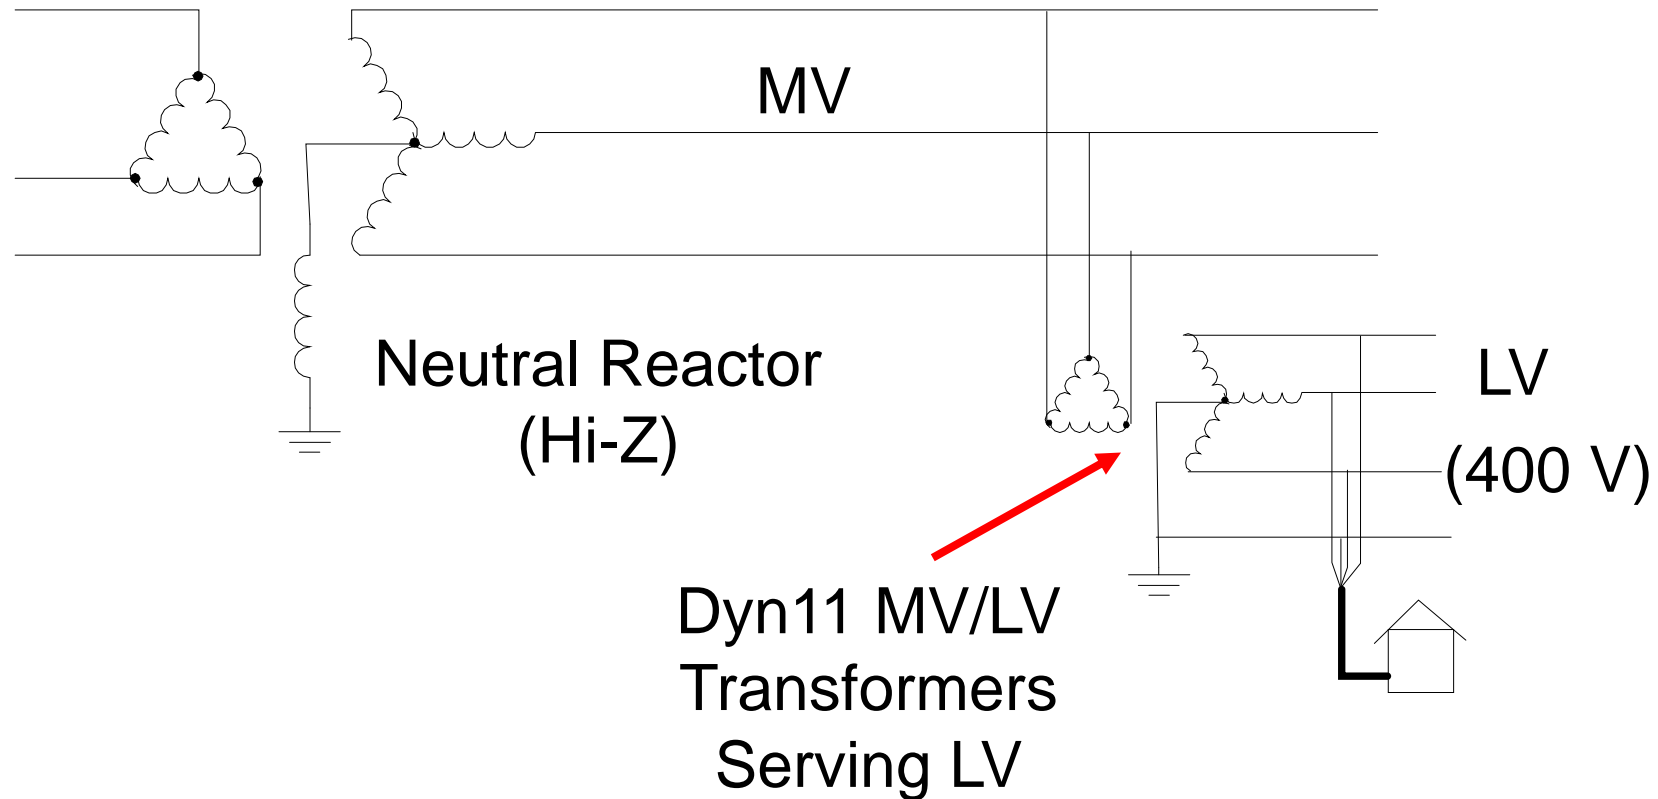 MV
Neutral Reactor
(Hi-Z)
LV
(400 V)
Dyn11 MV/LV
Transformers
Serving LV